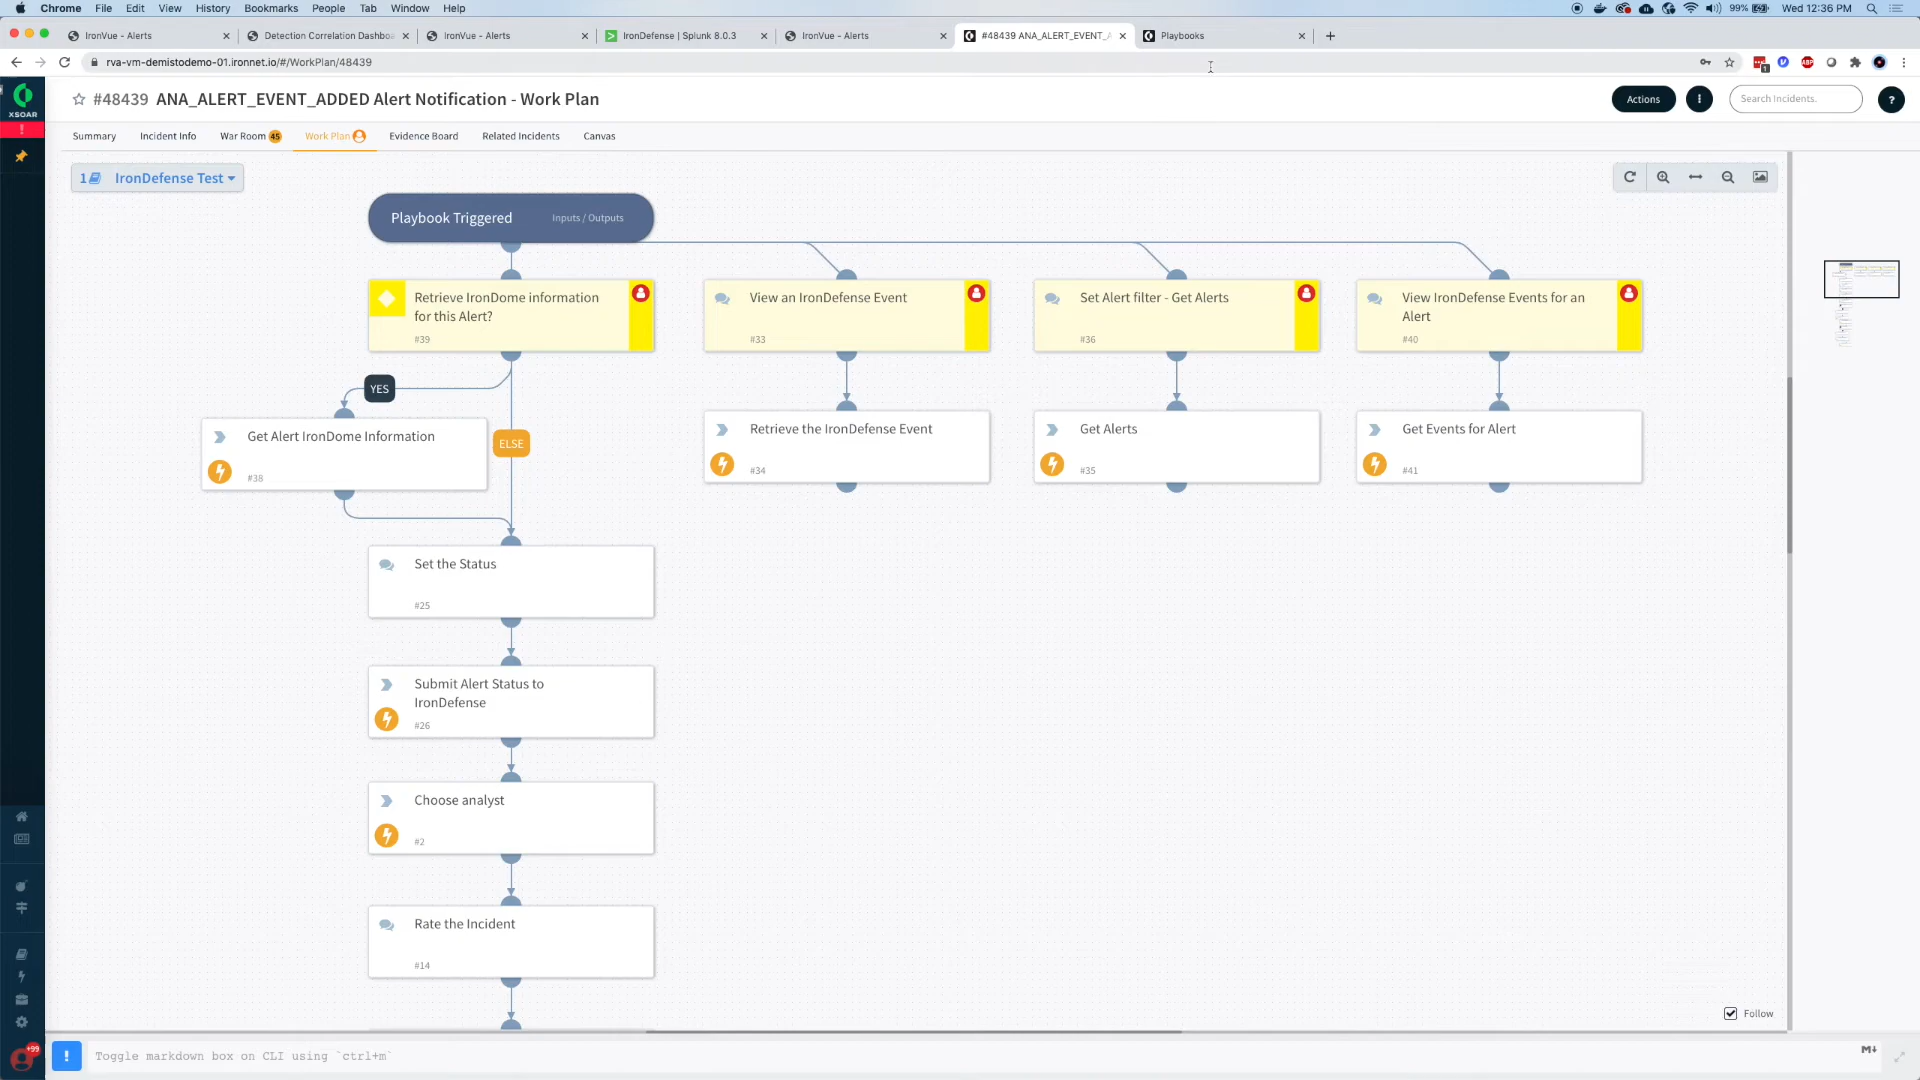 Chrome File Edit View History Bookmarks People Tab Window Help
99% Wed 12:36 PM
IronVue - Alerts
Detection Correlation Dashboa
IronVue - Alerts
IronDefense | Splunk 8.0.3
IronVue - Alerts
#48439 ANA_ALERT_EVENT_A
Playbooks
rva-vm-demistodemo-01.ironnet.io/#/WorkPlan/48439
1
ABP
XSOAR
#48439 ANA_ALERT_EVENT_ADDED Alert Notification - Work Plan
Actions
Search Incidents.
?
Summary
Incident Info
War Room 45
Work Plan
Evidence Board
Related Incidents
Canvas
1 IronDefense Test
Playbook Triggered
Inputs / Outputs
Retrieve IronDome information
for this Alert?
#39
View an IronDefense Event
#33
Set Alert filter - Get Alerts
#36
View IronDefense Events for an
Alert
#40
YES
ELSE
Get Alert IronDome Information
#38
Retrieve the IronDefense Event
#34
Get Alerts
#35
Get Events for Alert
#41
Set the Status
#25
Submit Alert Status to
IronDefense
#26
Choose analyst
#2
Rate the Incident
#14
Follow
+99
!
Toggle markdown box on CLI using `ctrl+m`
M↓